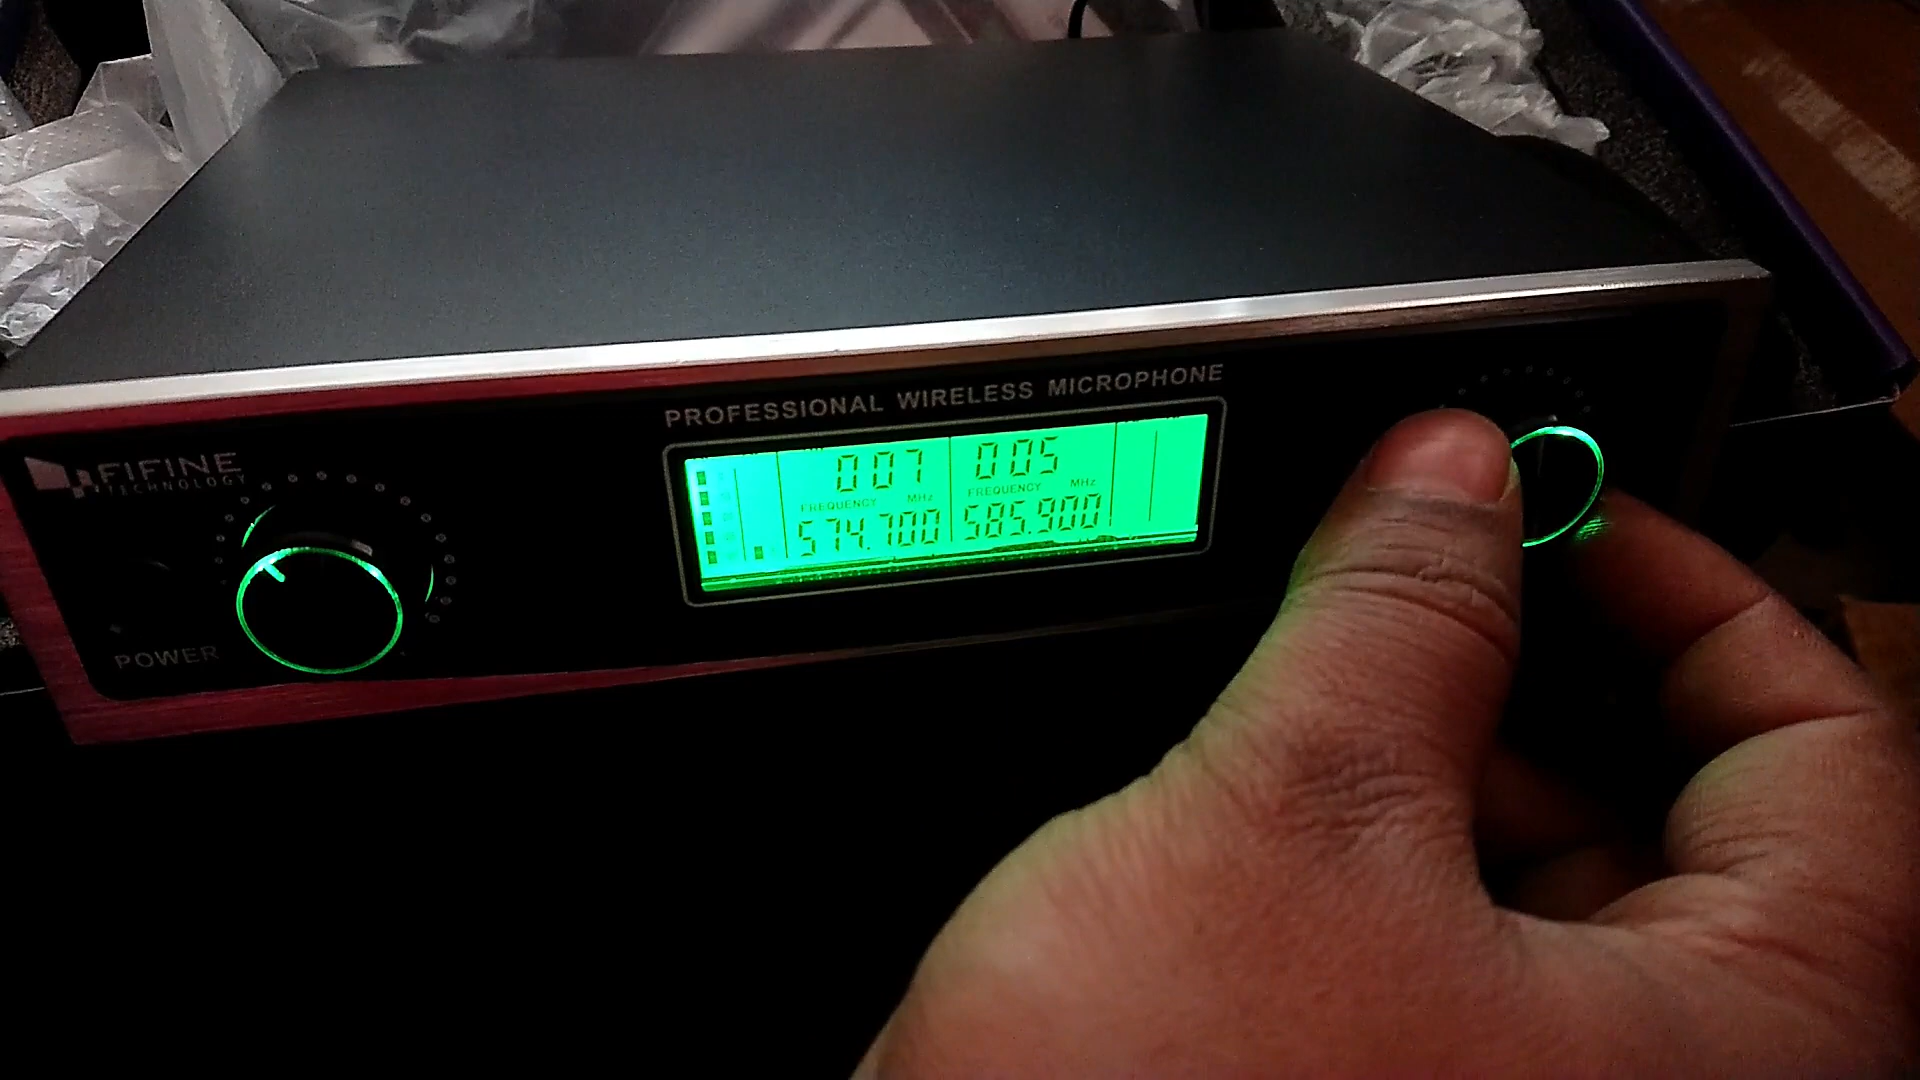 PROFESSIONAL WIRELESS MICROPHONE
FIFINE
TECHNOLOGY
007 005
FREQUENCY MHz FREQUENCY MHz
574.700 585.900
POWER